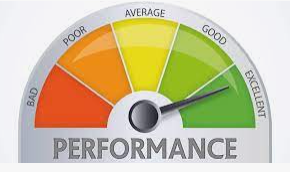 BAD
POOR
AVERAGE
GOOD
EXCELLENT
PERFORMANCE